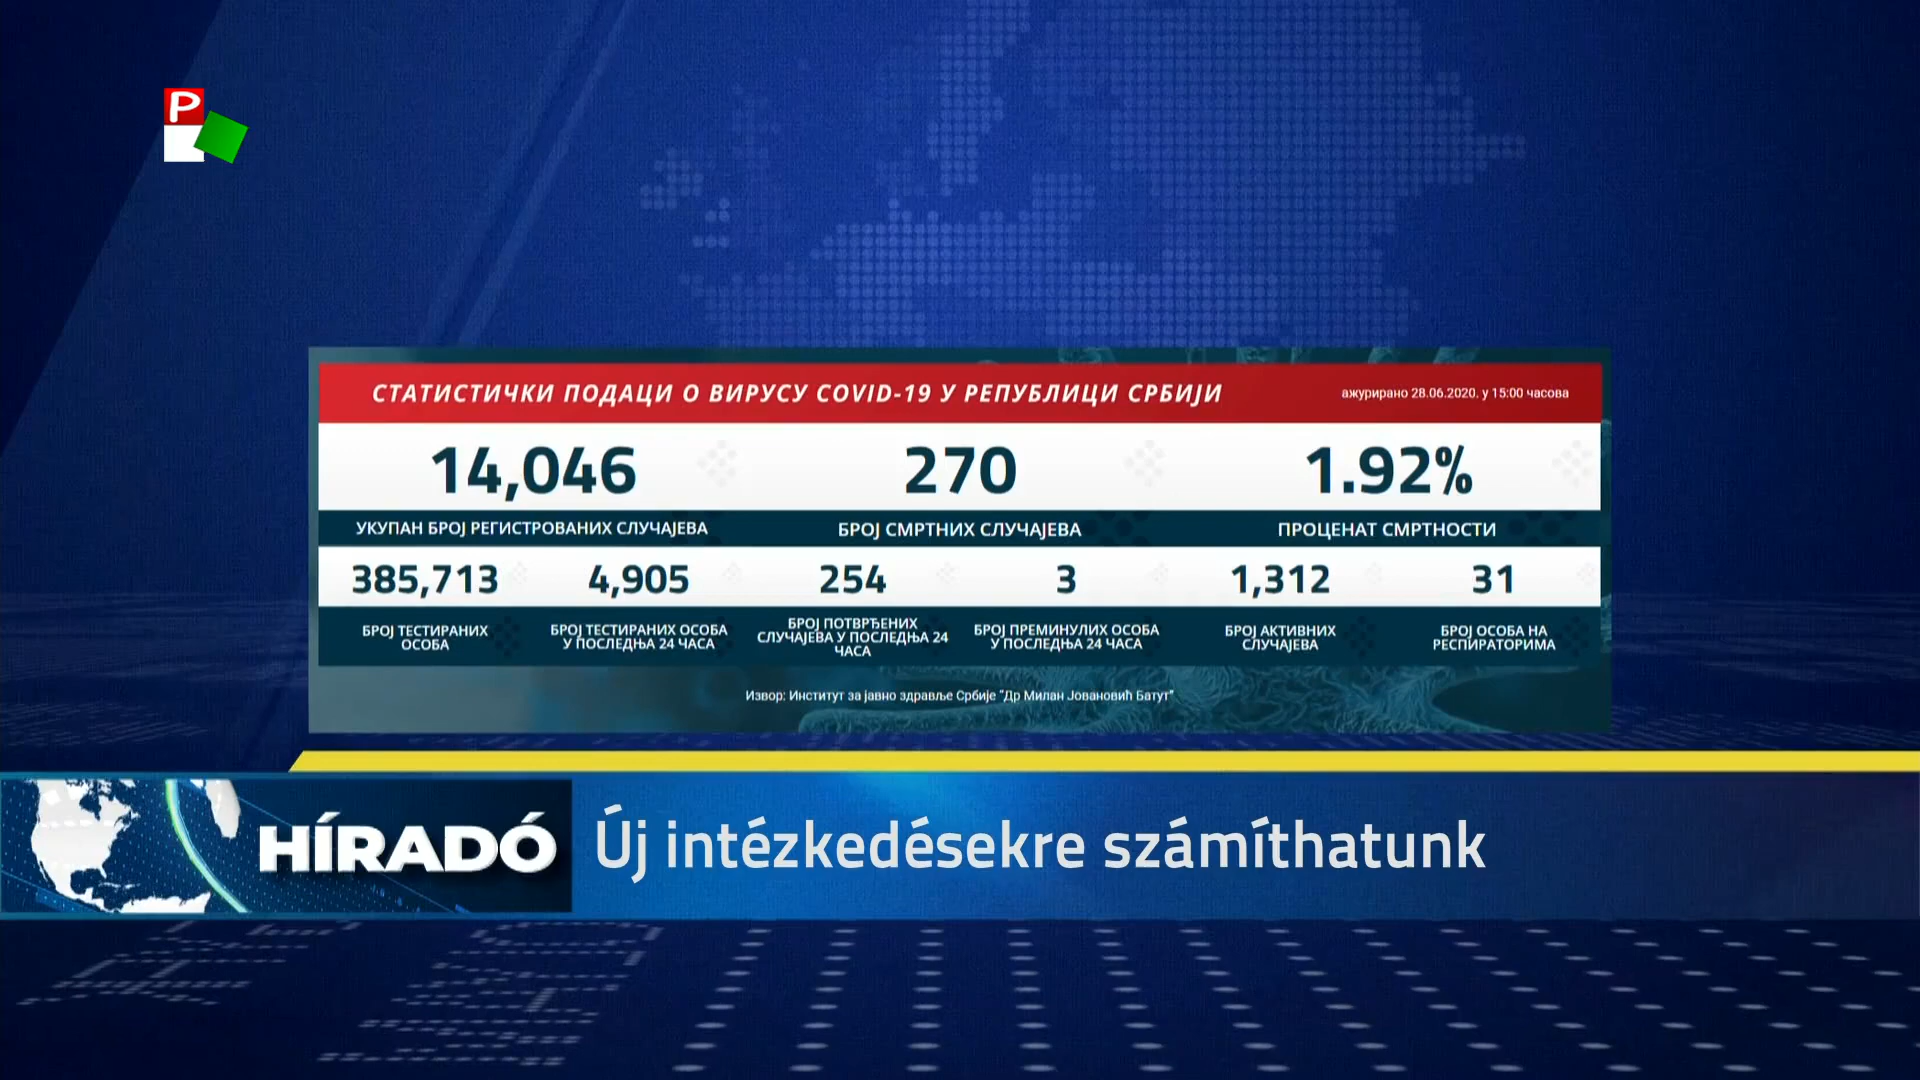 P
СТАТИСТИЧКИ ПОДАЦИ О ВИРУСУ COVID-19 У РЕПУБЛИЦИ СРБИЈИ
ажурирано 28.06.2020. у 15:00 часова
14,046
270
1.92%
УКУПАН БРОЈ РЕГИСТРОВАНИХ СЛУЧАЈЕВА
БРОЈ СМРТНИХ СЛУЧАЈЕВА
ПРОЦЕНАТ СМРТНОСТИ
385,713
4,905
254
3
1,312
31
БРОЈ ТЕСТИРАНИХ
ОСОБА
БРОЈ ТЕСТИРАНИХ ОСОБА
У ПОСЛЕДЊА 24 ЧАСА
БРОЈ ПОТВРЂЕНИХ
СЛУЧАЈЕВА У ПОСЛЕДЊА 24
ЧАСА
БРОЈ ПРЕМИНУЛИХ ОСОБА
У ПОСЛЕДЊА 24 ЧАСА
БРОЈ АКТИВНИХ
СЛУЧАЈЕВА
БРОЈ ОСОБА НА
РЕСПИРАТОРИМА
Извор: Институт за јавно здравље Србије "Др Милан Јовановић Батут"
HÍRADÓ
Új intézkedésekre számíthatunk